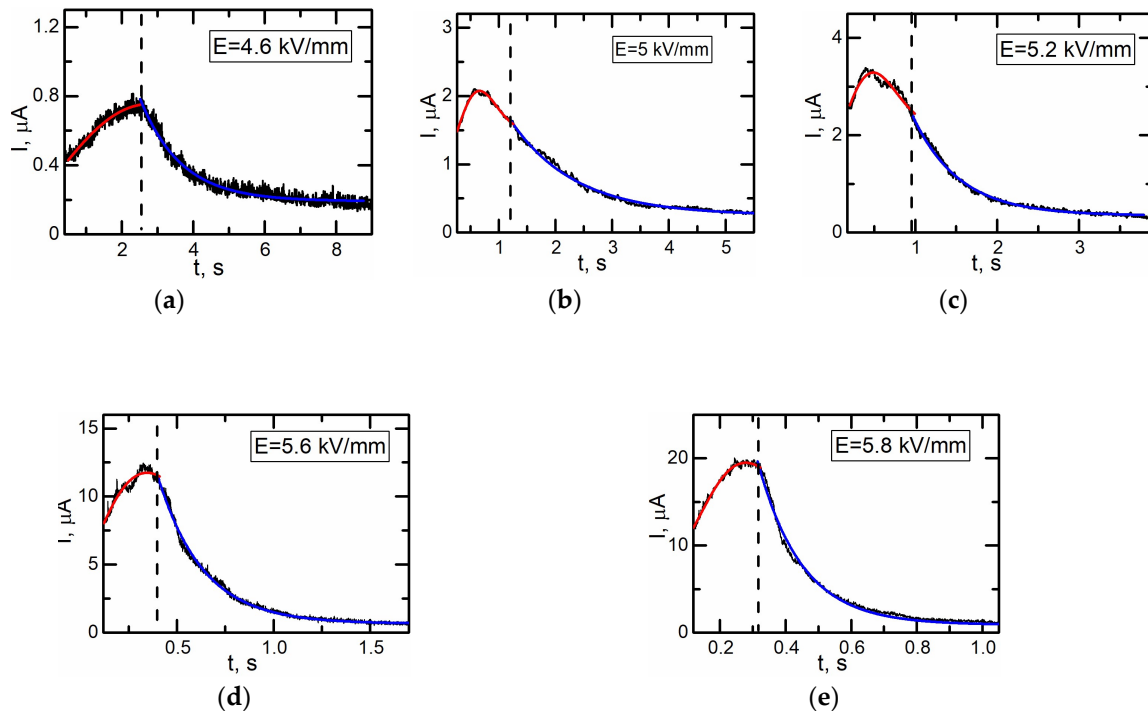 E=4.6 kV/mm
1.2
0.8
0.4
0
I, µA
2 4 6 8
t, s
(a)
E=5 kV/mm
3
2
1
0
I, µA
1 2 3 4 5
t, s
(b)
E=5.2 kV/mm
4
2
0
I, µA
1 2 3
t, s
(c)
E=5.6 kV/mm
15
10
5
0
I, µA
0.5 1.0 1.5
t, s
(d)
E=5.8 kV/mm
20
10
0
I, µA
0.2 0.4 0.6 0.8 1.0
t, s
(e)